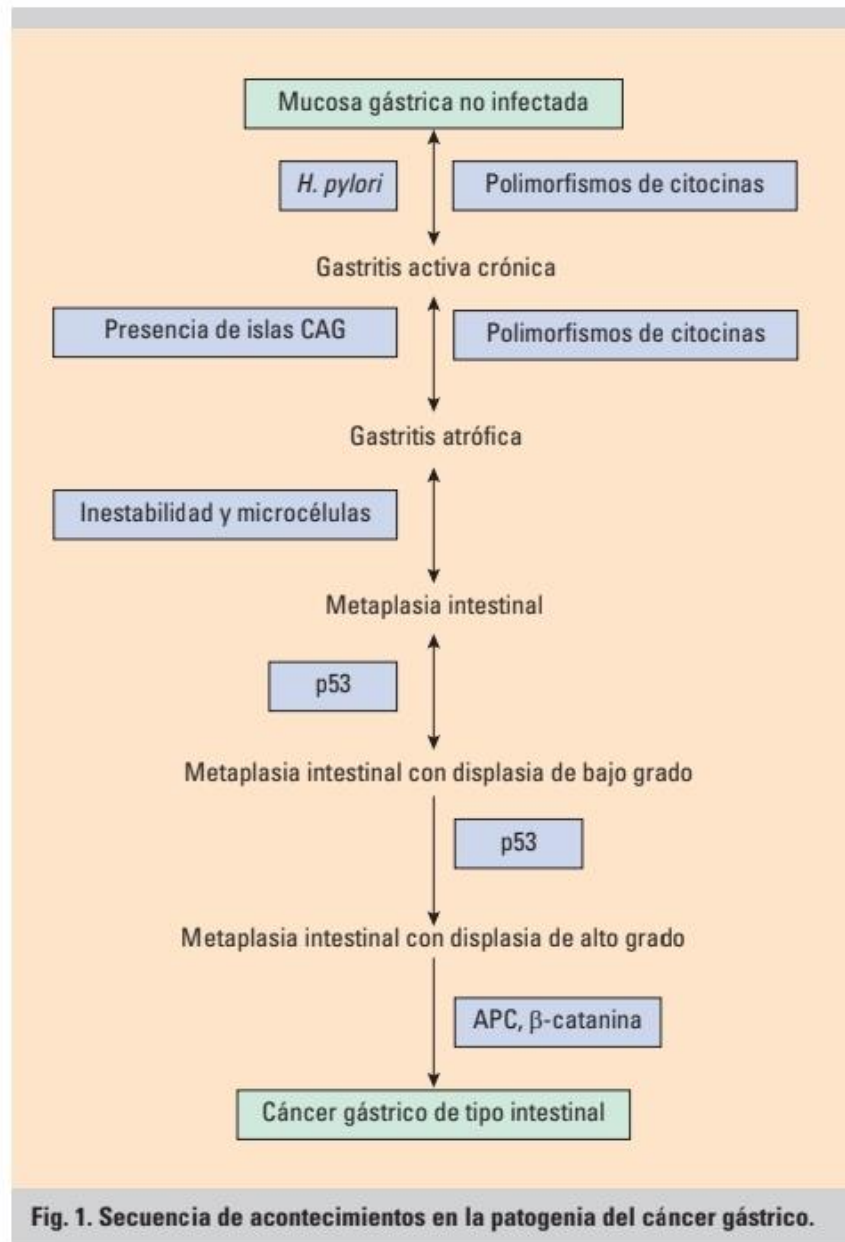 Mucosa gástrica no infectada
H. pylori
Polimorfismos de citocinas
Gastritis activa crónica
Presencia de islas CAG
Polimorfismos de citocinas
Gastritis atrófica
Inestabilidad y microcélulas
Metaplasia intestinal
p53
Metaplasia intestinal con displasia de bajo grado
p53
Metaplasia intestinal con displasia de alto grado
APC, β-catanina
Cáncer gástrico de tipo intestinal
Fig. 1. Secuencia de acontecimientos en la patogenia del cáncer gástrico.